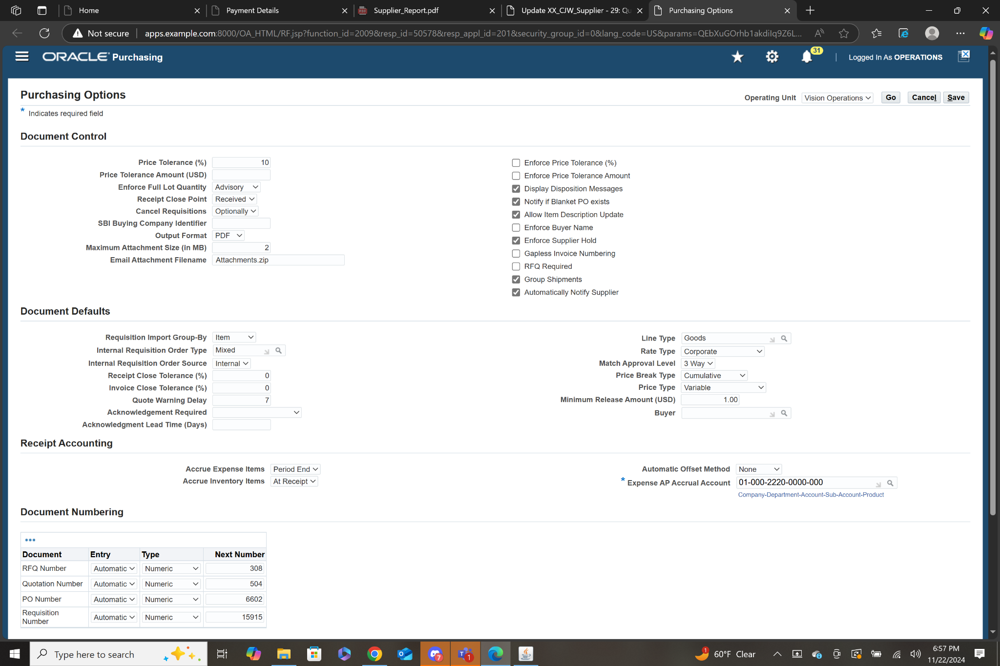 Home
Payment Details
Supplier_Report.pdf
Update XX_CJW_Supplier - 29: Qu
Purchasing Options
Not secure
apps.example.com:8000/OA_HTML/RF.jsp?function_id=2009&resp_id=50578&resp_appl_id=201&security_group_id=0&lang_code=US&params=QEbXuGOrhb1akdiIq9Z6L...
ORACLE Purchasing
31
Logged In As OPERATIONS
Purchasing Options
Operating Unit Vision Operations Go Cancel Save
* Indicates required field
Document Control
Price Tolerance (%) 10
Price Tolerance Amount (USD)
Enforce Full Lot Quantity Advisory
Receipt Close Point Received
Cancel Requisitions Optionally
SBI Buying Company Identifier
Output Format PDF
Maximum Attachment Size (in MB) 2
Email Attachment Filename Attachments.zip
Enforce Price Tolerance (%)
Enforce Price Tolerance Amount
Display Disposition Messages
Notify if Blanket PO exists
Allow Item Description Update
Enforce Buyer Name
Enforce Supplier Hold
Gapless Invoice Numbering
RFQ Required
Group Shipments
Automatically Notify Supplier
Document Defaults
Requisition Import Group-By Item
Internal Requisition Order Type Mixed
Internal Requisition Order Source Internal
Receipt Close Tolerance (%) 0
Invoice Close Tolerance (%) 0
Quote Warning Delay 7
Acknowledgement Required
Acknowledgment Lead Time (Days)
Line Type Goods
Rate Type Corporate
Match Approval Level 3 Way
Price Break Type Cumulative
Price Type Variable
Minimum Release Amount (USD) 1.00
Buyer
Receipt Accounting
Accrue Expense Items Period End
Accrue Inventory Items At Receipt
Automatic Offset Method None
* Expense AP Accrual Account 01-000-2220-0000-000
Company-Department-Account-Sub-Account-Product
Document Numbering
Document Entry Type Next Number
RFQ Number Automatic Numeric 308
Quotation Number Automatic Numeric 504
PO Number Automatic Numeric 6602
Requisition
Number Automatic Numeric 15915
Type here to search
7
1
1
60°F Clear
6:57 PM
11/22/2024